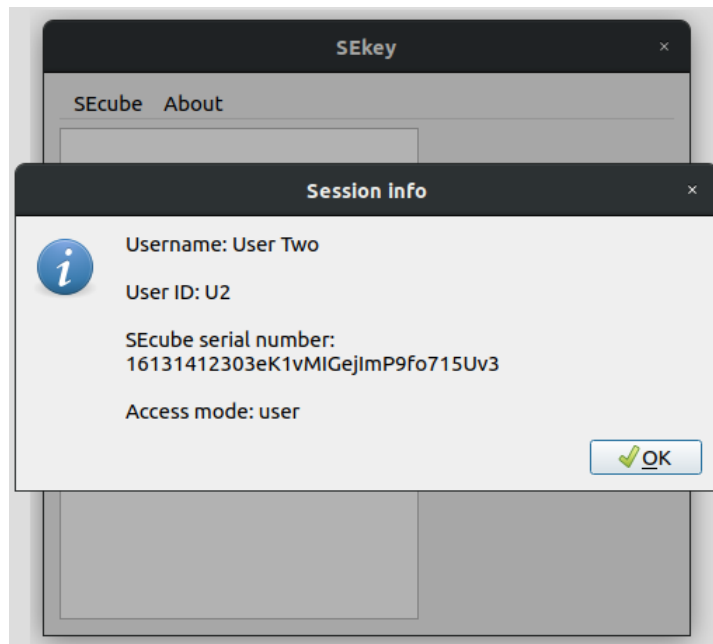 SEkey ×
SEcube About
Session info ×
Username: User Two
User ID: U2
SEcube serial number:
16131412303eK1vMIGejImP9fo715Uv3
Access mode: user
OK